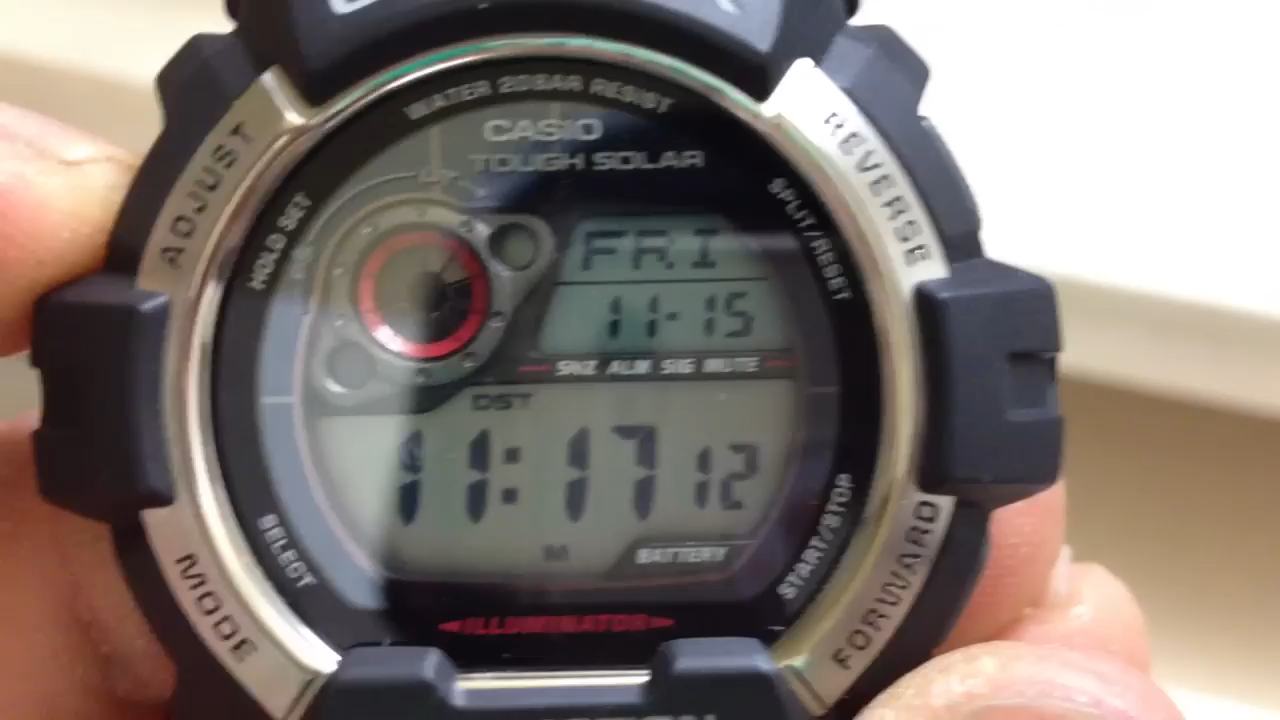 WATER 20BAR RESIST
CASIO
TOUGH SOLAR
ADJUST
REVERSE
HOLD SET
SPLIT/RESET
FRI
11-15
SNZ ALM SIG MUTE
DST
11:17 12
M
BATTERY
SELECT
START/STOP
MODE
FORWARD
ILLUMINATOR